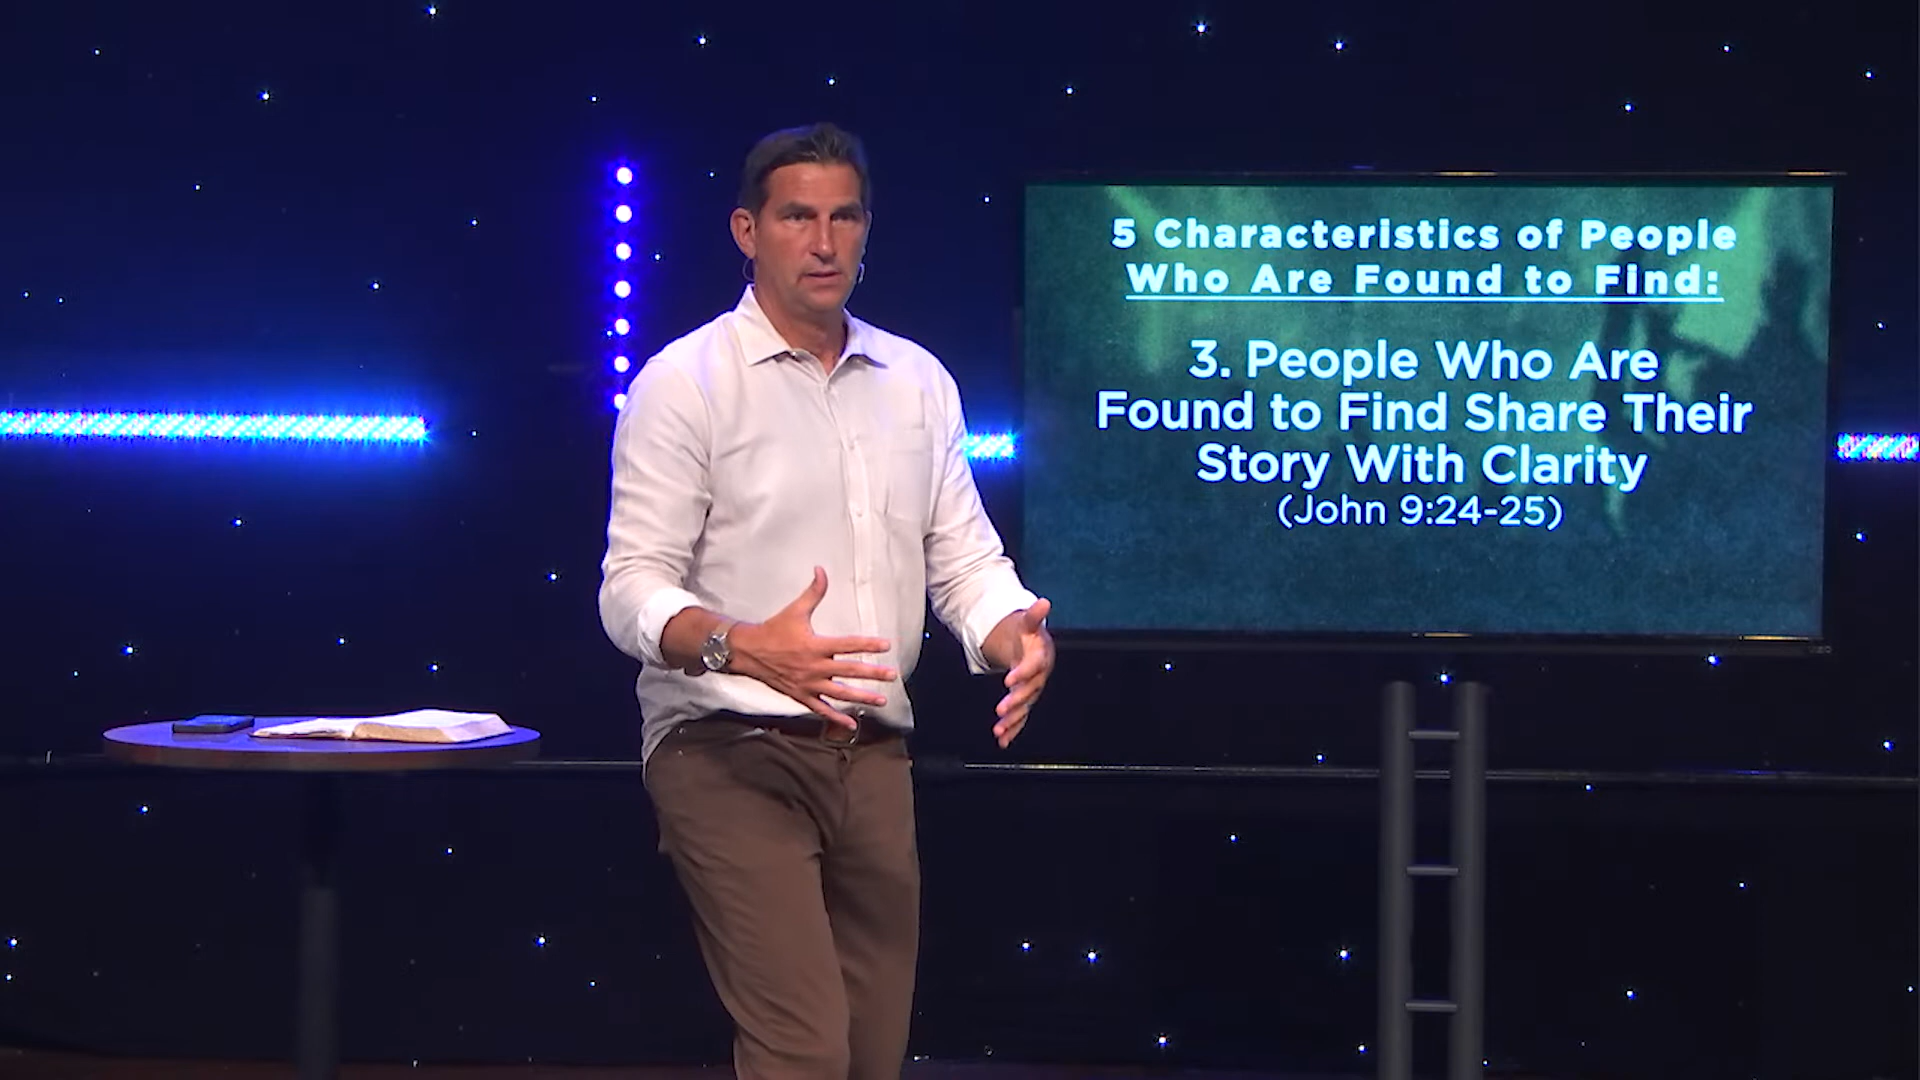 5 Characteristics of People
Who Are Found to Find:
3. People Who Are
Found to Find Share Their
Story With Clarity
(John 9:24-25)